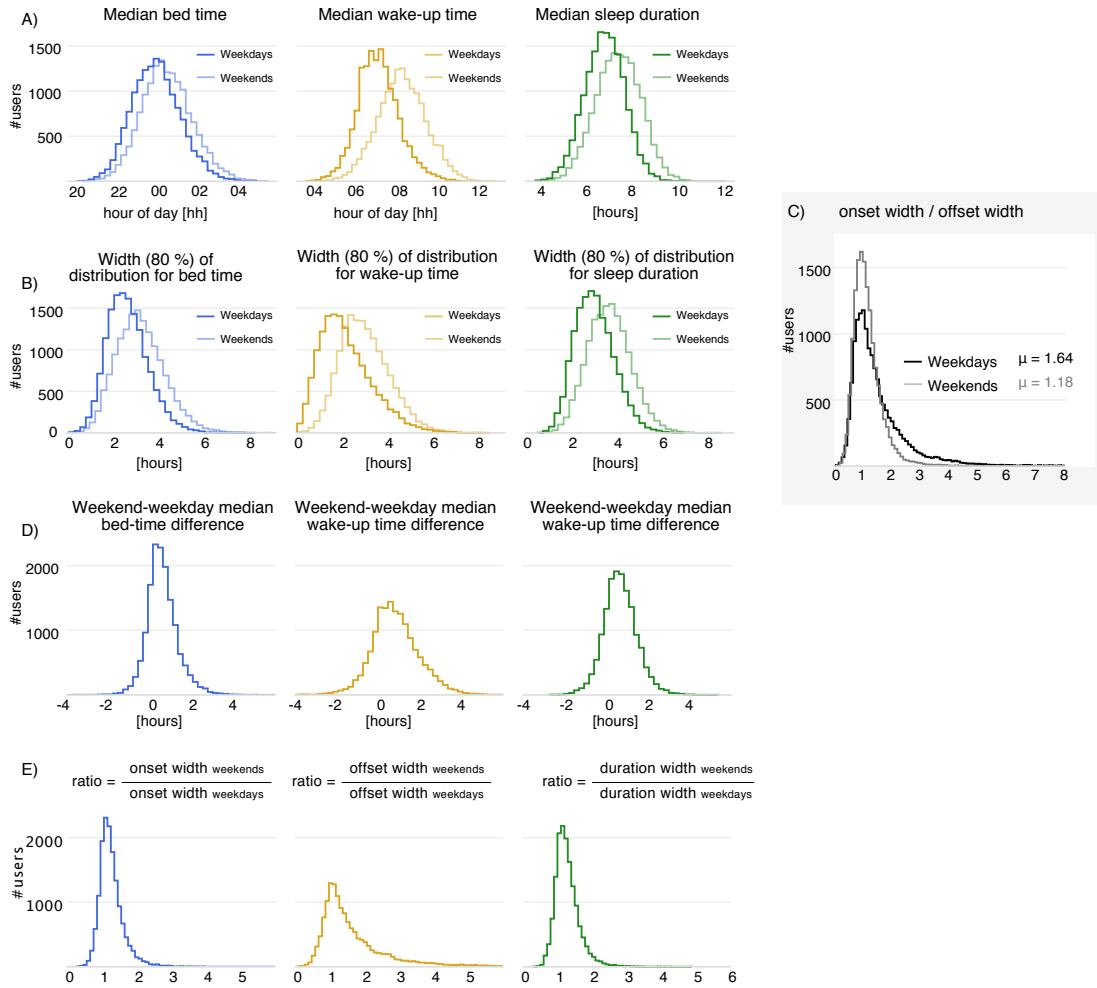 A)
Median bed time
Median wake-up time
Median sleep duration
#users
1500
1000
500
Weekdays
Weekends
Weekdays
Weekends
Weekdays
Weekends
20 22 00 02 04
04 06 08 10 12
4 6 8 10 12
hour of day [hh]
hour of day [hh]
[hours]
B)
Width (80 %) of
distribution for bed time
Width (80 %) of distribution
for wake-up time
Width (80 %) of distribution
for sleep duration
#users
1500
1000
500
0
Weekdays
Weekends
Weekdays
Weekends
Weekdays
Weekends
0 2 4 6 8
0 2 4 6 8
0 2 4 6 8
[hours]
[hours]
[hours]
C)
onset width / offset width
#users
1500
1000
500
Weekdays μ = 1.64
Weekends μ = 1.18
0 1 2 3 4 5 6 7 8
D)
Weekend-weekday median
bed-time difference
Weekend-weekday median
wake-up time difference
Weekend-weekday median
wake-up time difference
#users
2000
1000
-4 -2 0 2 4
-4 -2 0 2 4
-4 -2 0 2 4
[hours]
[hours]
[hours]
E)
ratio = onset width weekends
onset width weekdays
ratio = offset width weekends
offset width weekdays
ratio = duration width weekends
duration width weekdays
#users
2000
1000
0 1 2 3 4 5
0 1 2 3 4 5
0 1 2 3 4 5 6